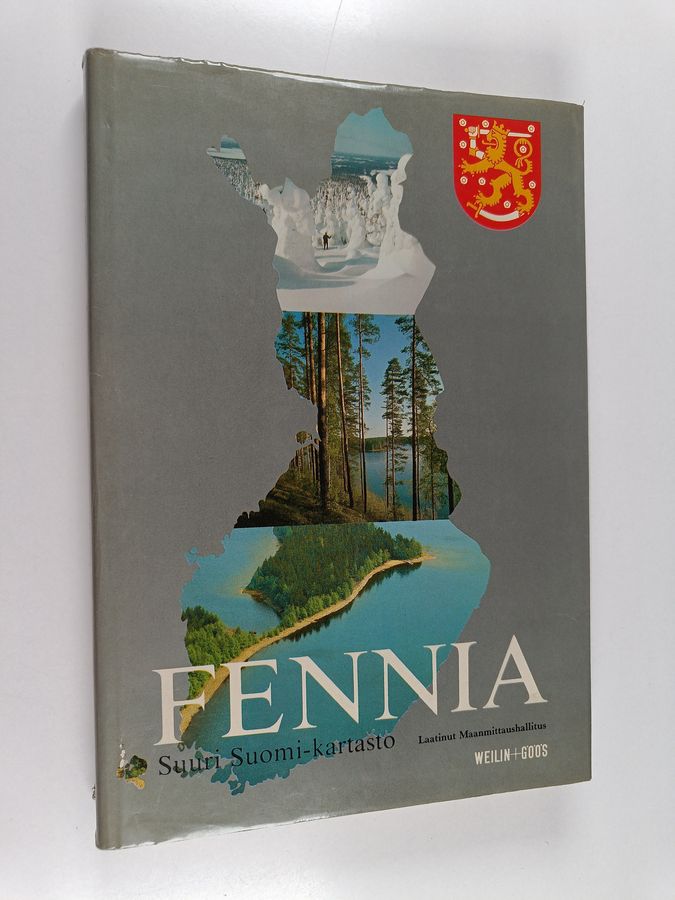 FENNIA
Suuri Suomi-kartasto
Laatinut Maanmittaushallitus
WEILIN+GÖÖS